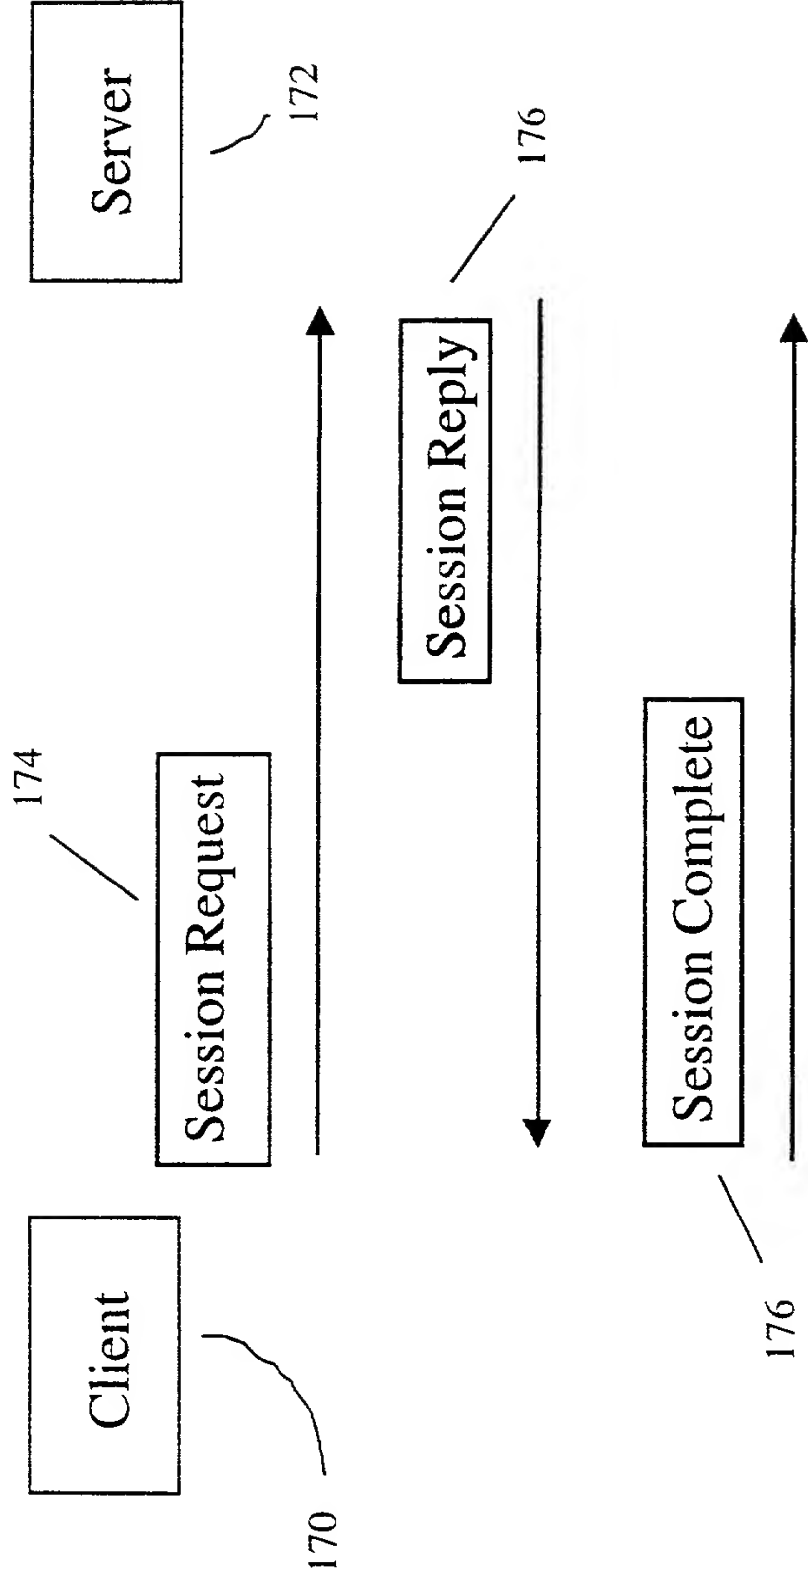 Client
Server
170
172
174
Session Request
Session Reply
176
Session Complete
176